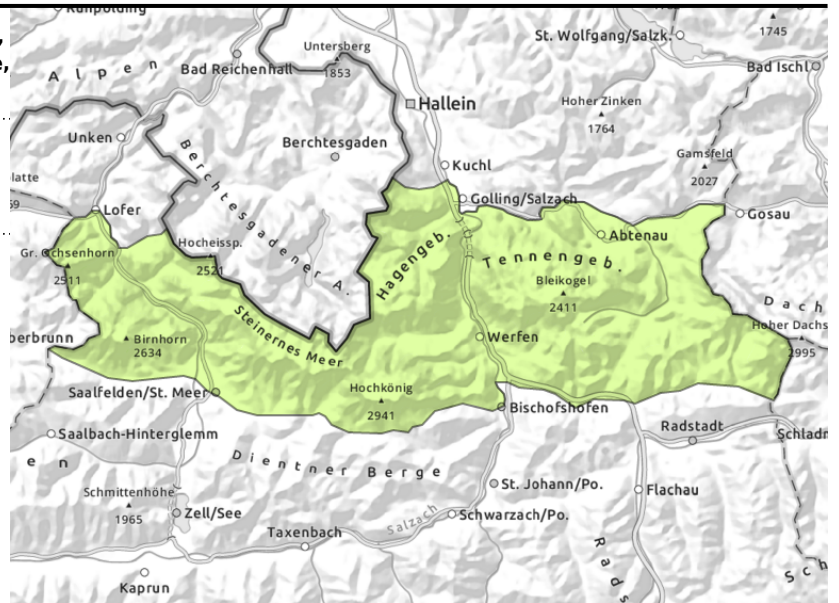 Ruhpolding
1745
St. Wolfgang/Salzk.
Untersberg
1853
Bad Reichenhall
Bad Ischl
Alpen
Hallein
Hoher Zinken
1764
Unken
Berchtesgaden
Gamsfeld
2027
Kuchl
Golling/Salzach
Lofer
Gosau
Berchtesgadener A.
Abtenau
Hocheissp.
2521
Gr. Ochsenhorn
2911
Hagengeb.
Tennengeb.
Bleikogel
2411
Steinernes Meer
Birnhorn
2634
Werfen
Hoher Dachs
2995
Hochkönig
2941
Saalfelden/St. Meer
Bischofshofen
Radstadt
Saalbach-Hinterglemm
Dientner Berge
Schmittenhöhe
1965
St. Johann/Po.
Flachau
Zell/See
Salzach
Schwarzach/Po.
Taxenbach
Kaprun